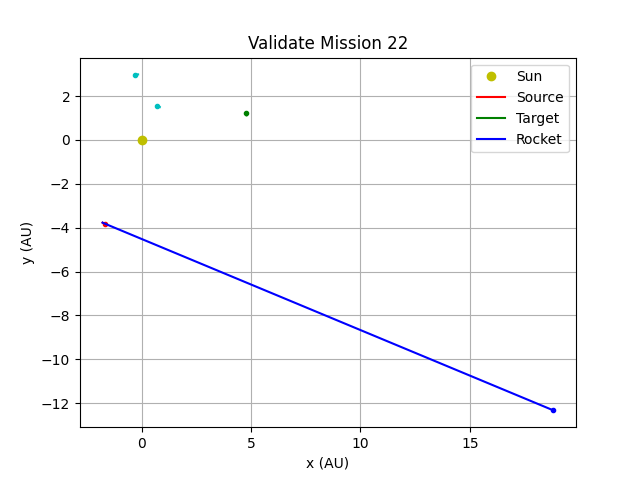 Validate Mission 22
Sun
Source
Target
Rocket
2
0
−2
−4
−6
−8
−10
−12
y (AU)
0 5 10 15
x (AU)